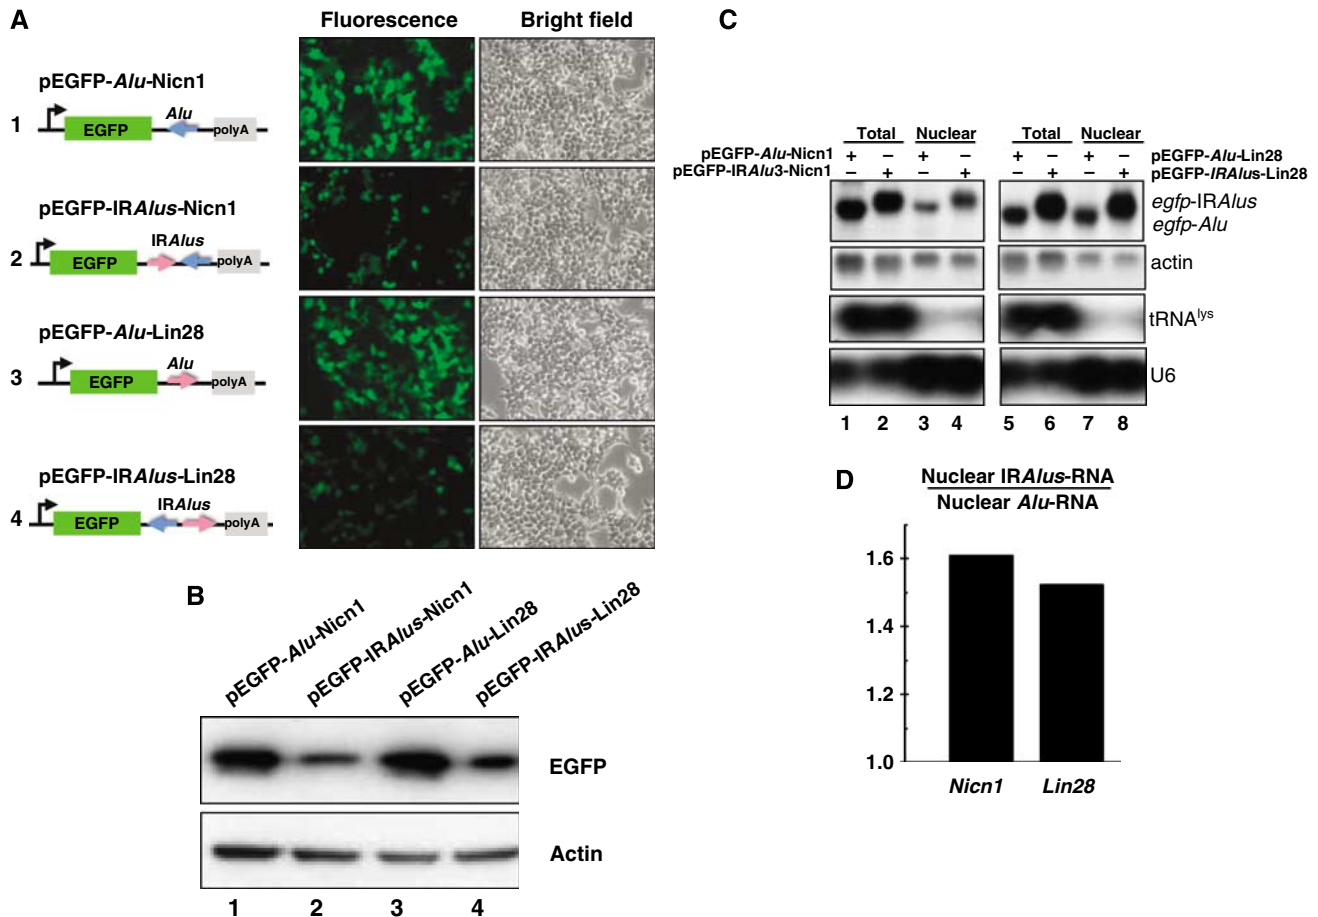 A
Fluorescence
Bright field
pEGFP-Alu-Nicn1
1
EGFP
Alu
polyA
pEGFP-IRAlus-Nicn1
2
EGFP
IRAlus
polyA
pEGFP-Alu-Lin28
3
EGFP
Alu
polyA
pEGFP-IRAlus-Lin28
4
EGFP
IRAlus
polyA
B
pEGFP-Alu-Nicn1
pEGFP-IRAlus-Nicn1
pEGFP-Alu-Lin28
pEGFP-IRAlus-Lin28
EGFP
Actin
1 2 3 4
C
Total Nuclear Total Nuclear
pEGFP-Alu-Nicn1 + – + – + – + – pEGFP-Alu-Lin28
pEGFP-IRAlu3-Nicn1 – + – + – + – + pEGFP-IRAlus-Lin28
egfp-IRAlus
egfp-Alu
actin
tRNAlys
U6
1 2 3 4 5 6 7 8
D
Nuclear IRAlus-RNA
Nuclear Alu-RNA
1.6
1.4
1.2
1.0
Nicn1 Lin28